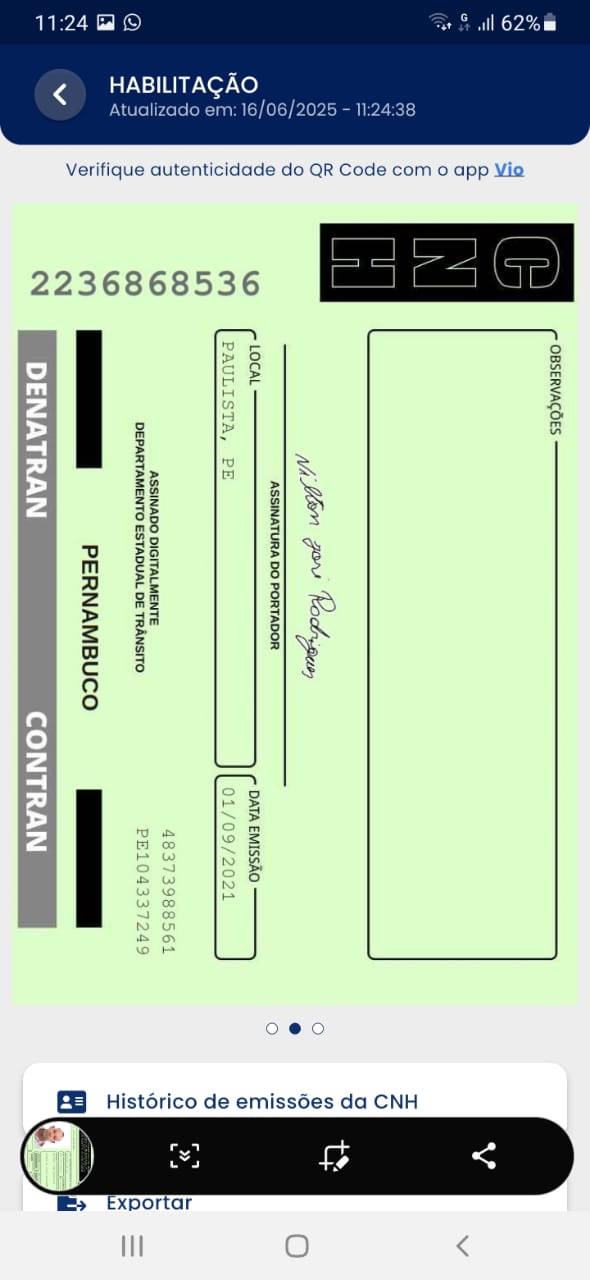 11:24
G
62%
HABILITAÇÃO
Atualizado em: 16/06/2025 - 11:24:38
Verifique autenticidade do QR Code com o app Vio
CNH
2236868536
OBSERVAÇÕES
Nilton José Rodrigues
ASSINATURA DO PORTADOR
LOCAL
PAULISTA, PE
DATA EMISSÃO
01/09/2021
ASSINADO DIGITALMENTE
DEPARTAMENTO ESTADUAL DE TRÂNSITO
48373988561
PE104337249
PERNAMBUCO
DENATRAN CONTRAN
Histórico de emissões da CNH
Exportar